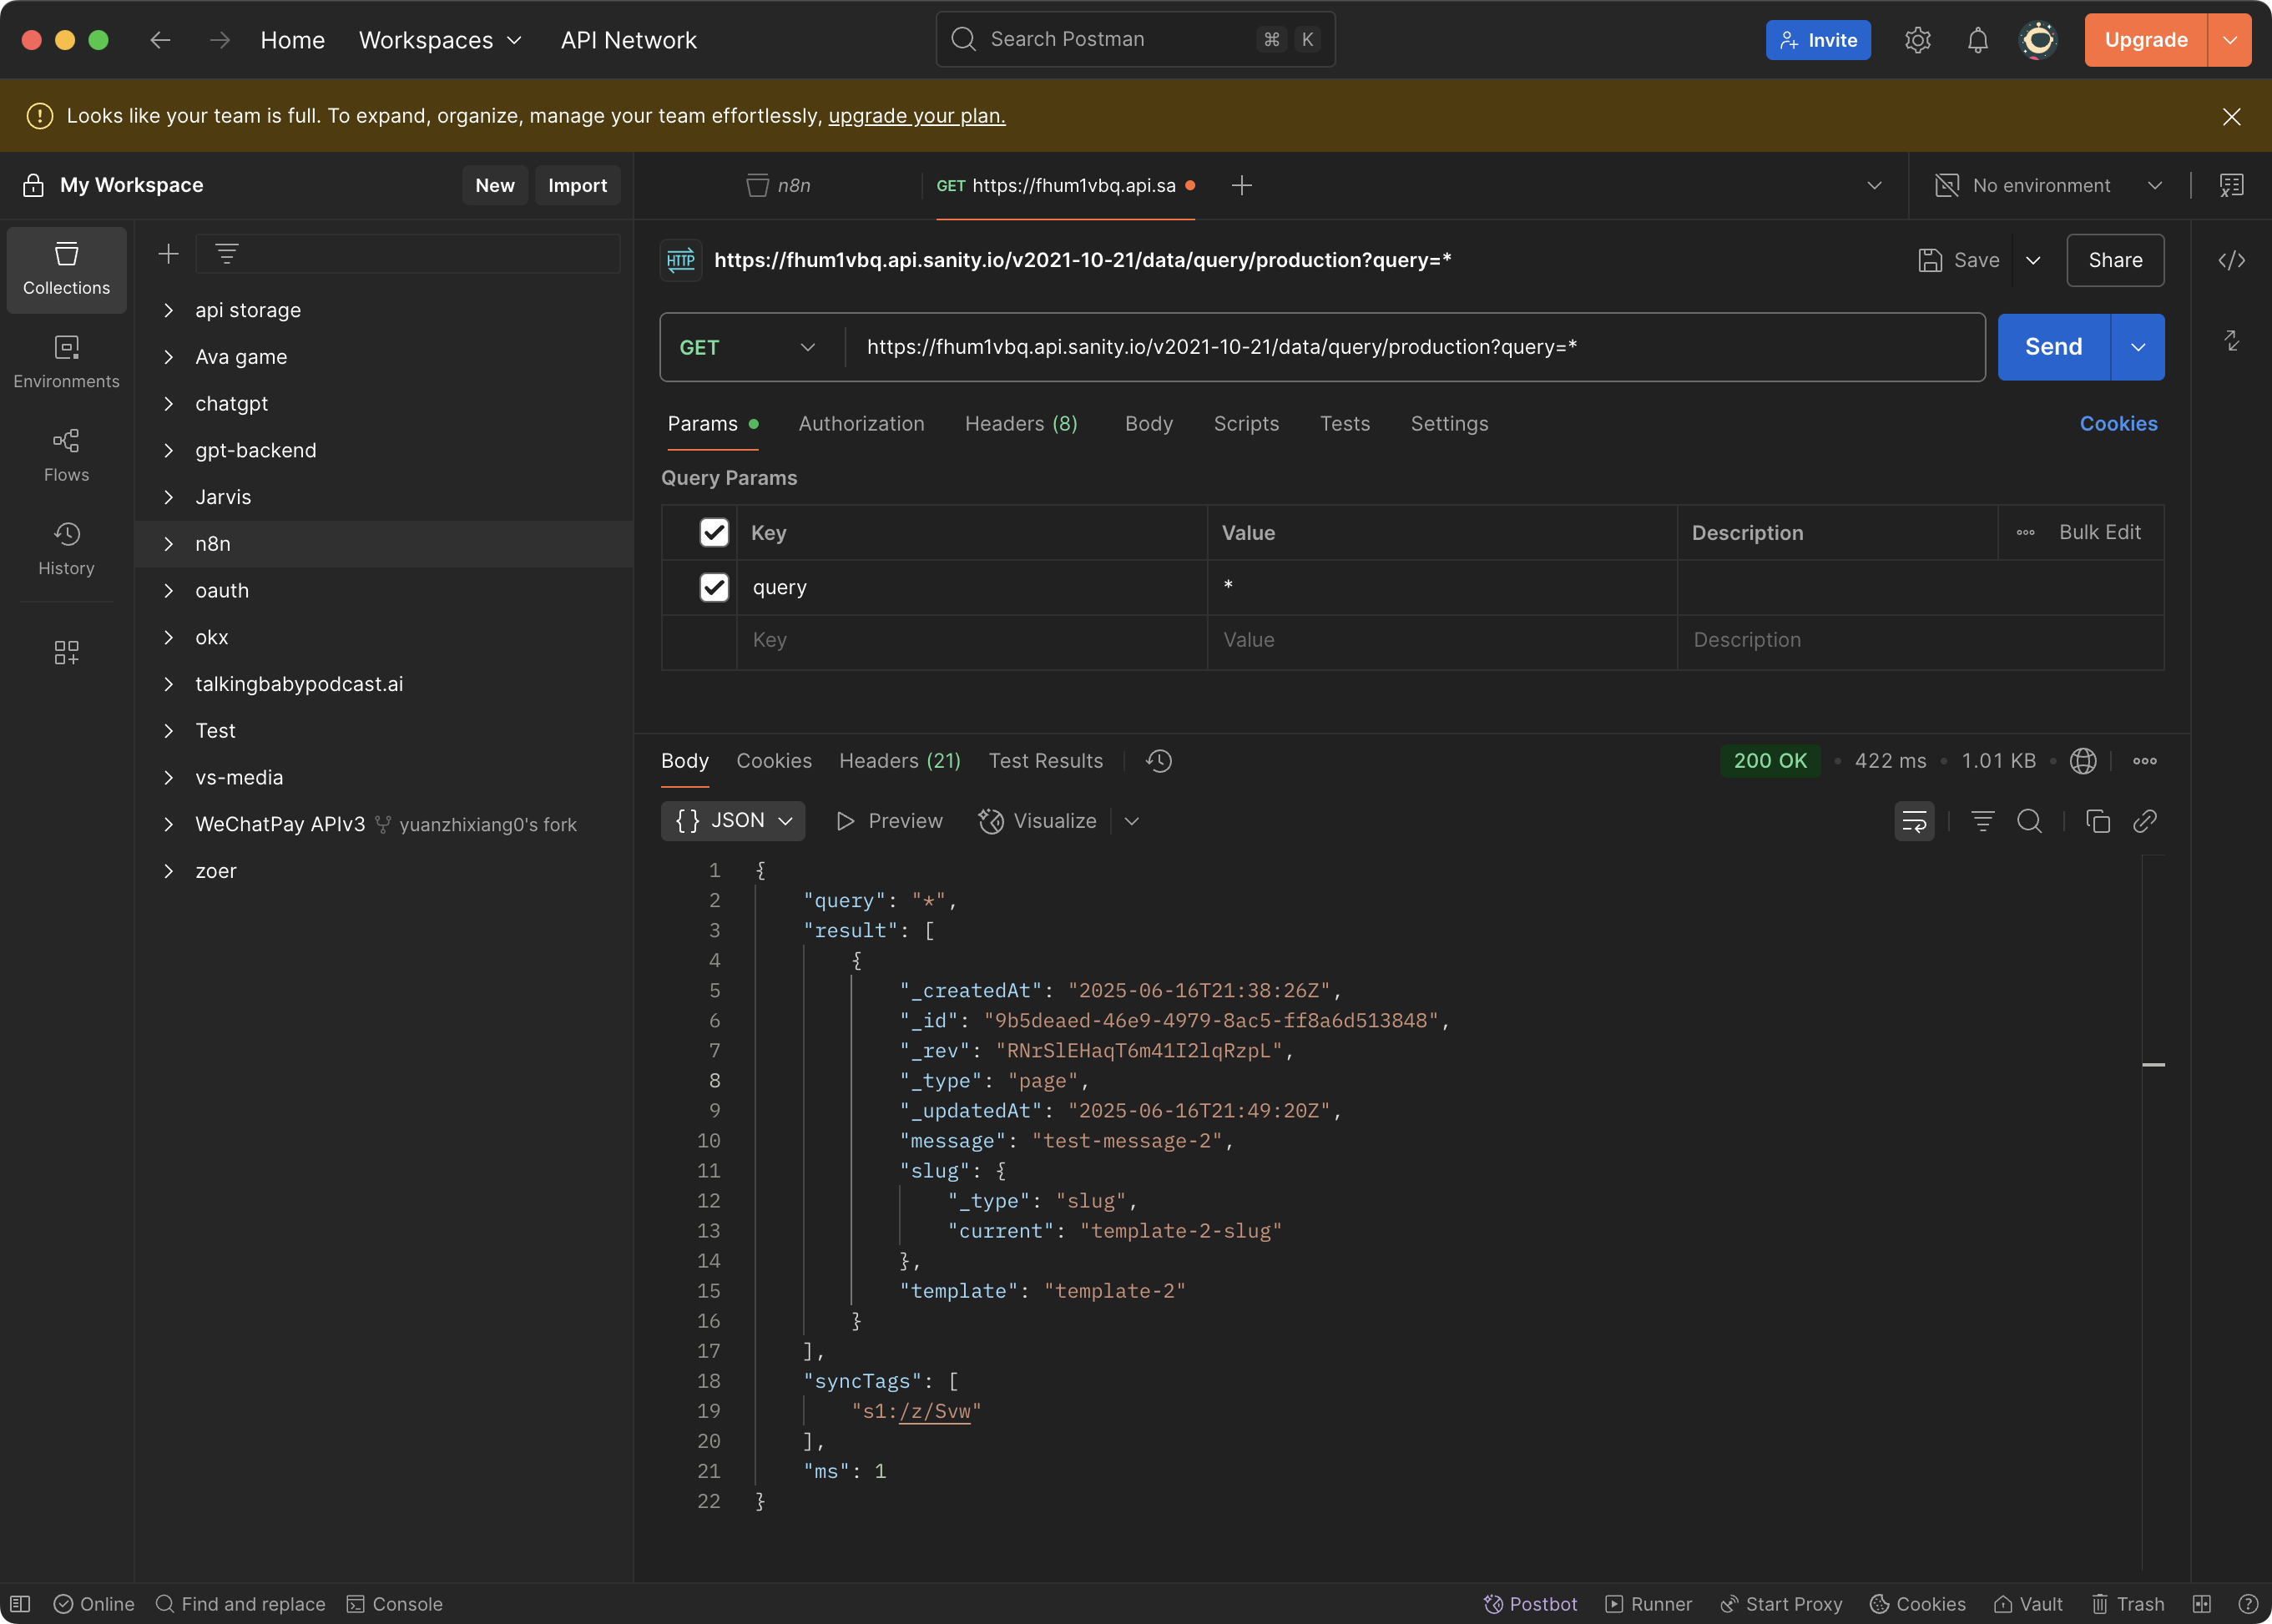 Home Workspaces API Network Search Postman ⌘ K Invite Upgrade
Looks like your team is full. To expand, organize, manage your team effortlessly, upgrade your plan.
My Workspace New Import n8n GET https://fhum1vbq.api.sa No environment
Collections
Environments
Flows
History
api storage
Ava game
chatgpt
gpt-backend
Jarvis
n8n
oauth
okx
talkingbabypodcast.ai
Test
vs-media
WeChatPay APIv3 yuanzhixiang0's fork
zoer
HTTP https://fhum1vbq.api.sanity.io/v2021-10-21/data/query/production?query=* Save Share
GET https://fhum1vbq.api.sanity.io/v2021-10-21/data/query/production?query=* Send
Params Authorization Headers (8) Body Scripts Tests Settings Cookies
Query Params
Key Value Description Bulk Edit
query *
Key Value Description
Body Cookies Headers (21) Test Results 200 OK • 422 ms • 1.01 KB •
{ } JSON Preview Visualize
1 {
2 "query": "*",
3 "result": [
4 {
5 "_createdAt": "2025-06-16T21:38:26Z",
6 "_id": "9b5deaed-46e9-4979-8ac5-ff8a6d513848",
7 "_rev": "RNrSlEHaqT6m41I2lqRzpL",
8 "_type": "page",
9 "_updatedAt": "2025-06-16T21:49:20Z",
10 "message": "test-message-2",
11 "slug": {
12 "_type": "slug",
13 "current": "template-2-slug"
14 },
15 "template": "template-2"
16 }
17 ],
18 "syncTags": [
19 "s1:/z/Svw"
20 ],
21 "ms": 1
22 }
Online Find and replace Console Postbot Runner Start Proxy Cookies Vault Trash